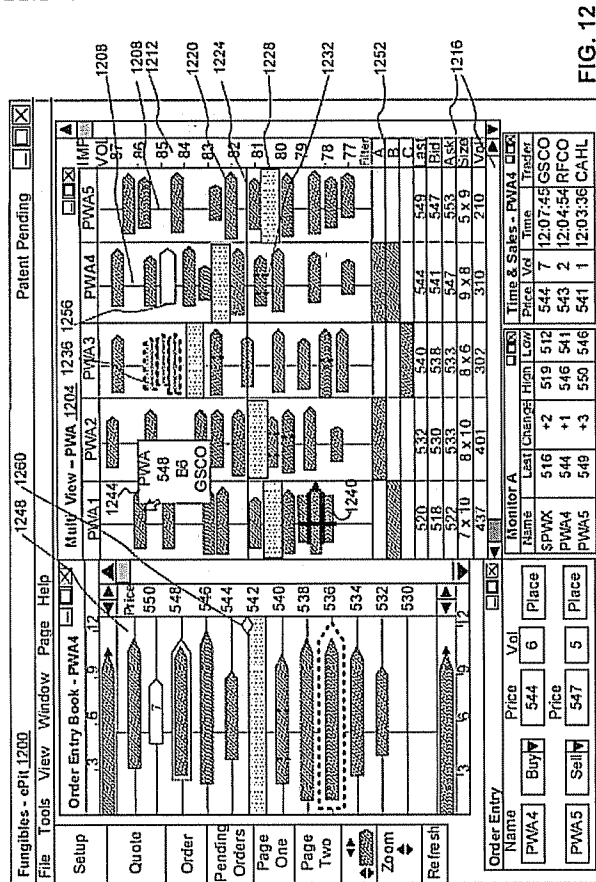 Fungibles - ePit 1200
Patent Pending
File Tools View Window Page Help
1248
1260
Setup
Quote
Order
Pending Orders
Page One
Page Two
Zoom
Refresh
Order Entry Book - PWA4
3 6 9 12
Price
550
548
546
544
542
540
538
536
534
532
530
7
3 6 9 12
Multi View - PWA 1204
PWA1 PWA2 PWA3 PWA4 PWA5
IMP
VOL
87
86
85
84
83
82
81
80
79
78
77
Filter
A
B
C
520 532 540 544 549 Last
518 530 538 541 547 Bid
522 533 533 547 553 Ask
7 x 10 8 x 10 8 x 6 9 x 8 5 x 9 Size
437 401 302 310 210 Vol
PWA
548
B6
GSCO
1244
1236
1256
1240
1208
1208
1212
1220
1224
1228
1232
1252
1216
Order Entry
Name Price Vol
PWA4 Buy 544 6 Place
Price
PWA5 Sell 547 5 Place
Monitor A
Name Last Change High Low
$PWX 516 +2 519 512
PWA4 544 +1 546 541
PWA5 549 +3 550 546
Time & Sales - PWA4
Price Vol Time Trader
544 7 12:07:45 GSCO
543 2 12:04:54 RFCO
541 1 12:03:36 CAHL
FIG. 12